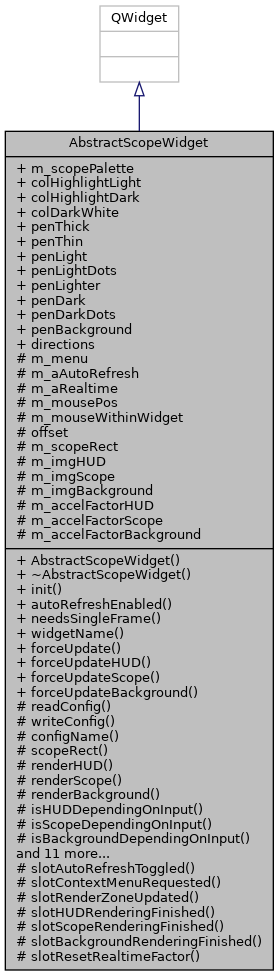 QWidget
AbstractScopeWidget
+ m_scopePalette
+ colHighlightLight
+ colHighlightDark
+ colDarkWhite
+ penThick
+ penThin
+ penLight
+ penLightDots
+ penLighter
+ penDark
+ penDarkDots
+ penBackground
+ directions
# m_menu
# m_aAutoRefresh
# m_aRealtime
# m_mousePos
# m_mouseWithinWidget
# offset
# m_scopeRect
# m_imgHUD
# m_imgScope
# m_imgBackground
# m_accelFactorHUD
# m_accelFactorScope
# m_accelFactorBackground
+ AbstractScopeWidget()
+ ~AbstractScopeWidget()
+ init()
+ autoRefreshEnabled()
+ needsSingleFrame()
+ widgetName()
+ forceUpdate()
+ forceUpdateHUD()
+ forceUpdateScope()
+ forceUpdateBackground()
# readConfig()
# writeConfig()
# configName()
# scopeRect()
# renderHUD()
# renderScope()
# renderBackground()
# isHUDDependingOnInput()
# isScopeDependingOnInput()
# isBackgroundDependingOnInput()
and 11 more...
# slotAutoRefreshToggled()
# slotContextMenuRequested()
# slotRenderZoneUpdated()
# slotHUDRenderingFinished()
# slotScopeRenderingFinished()
# slotBackgroundRenderingFinished()
# slotResetRealtimeFactor()